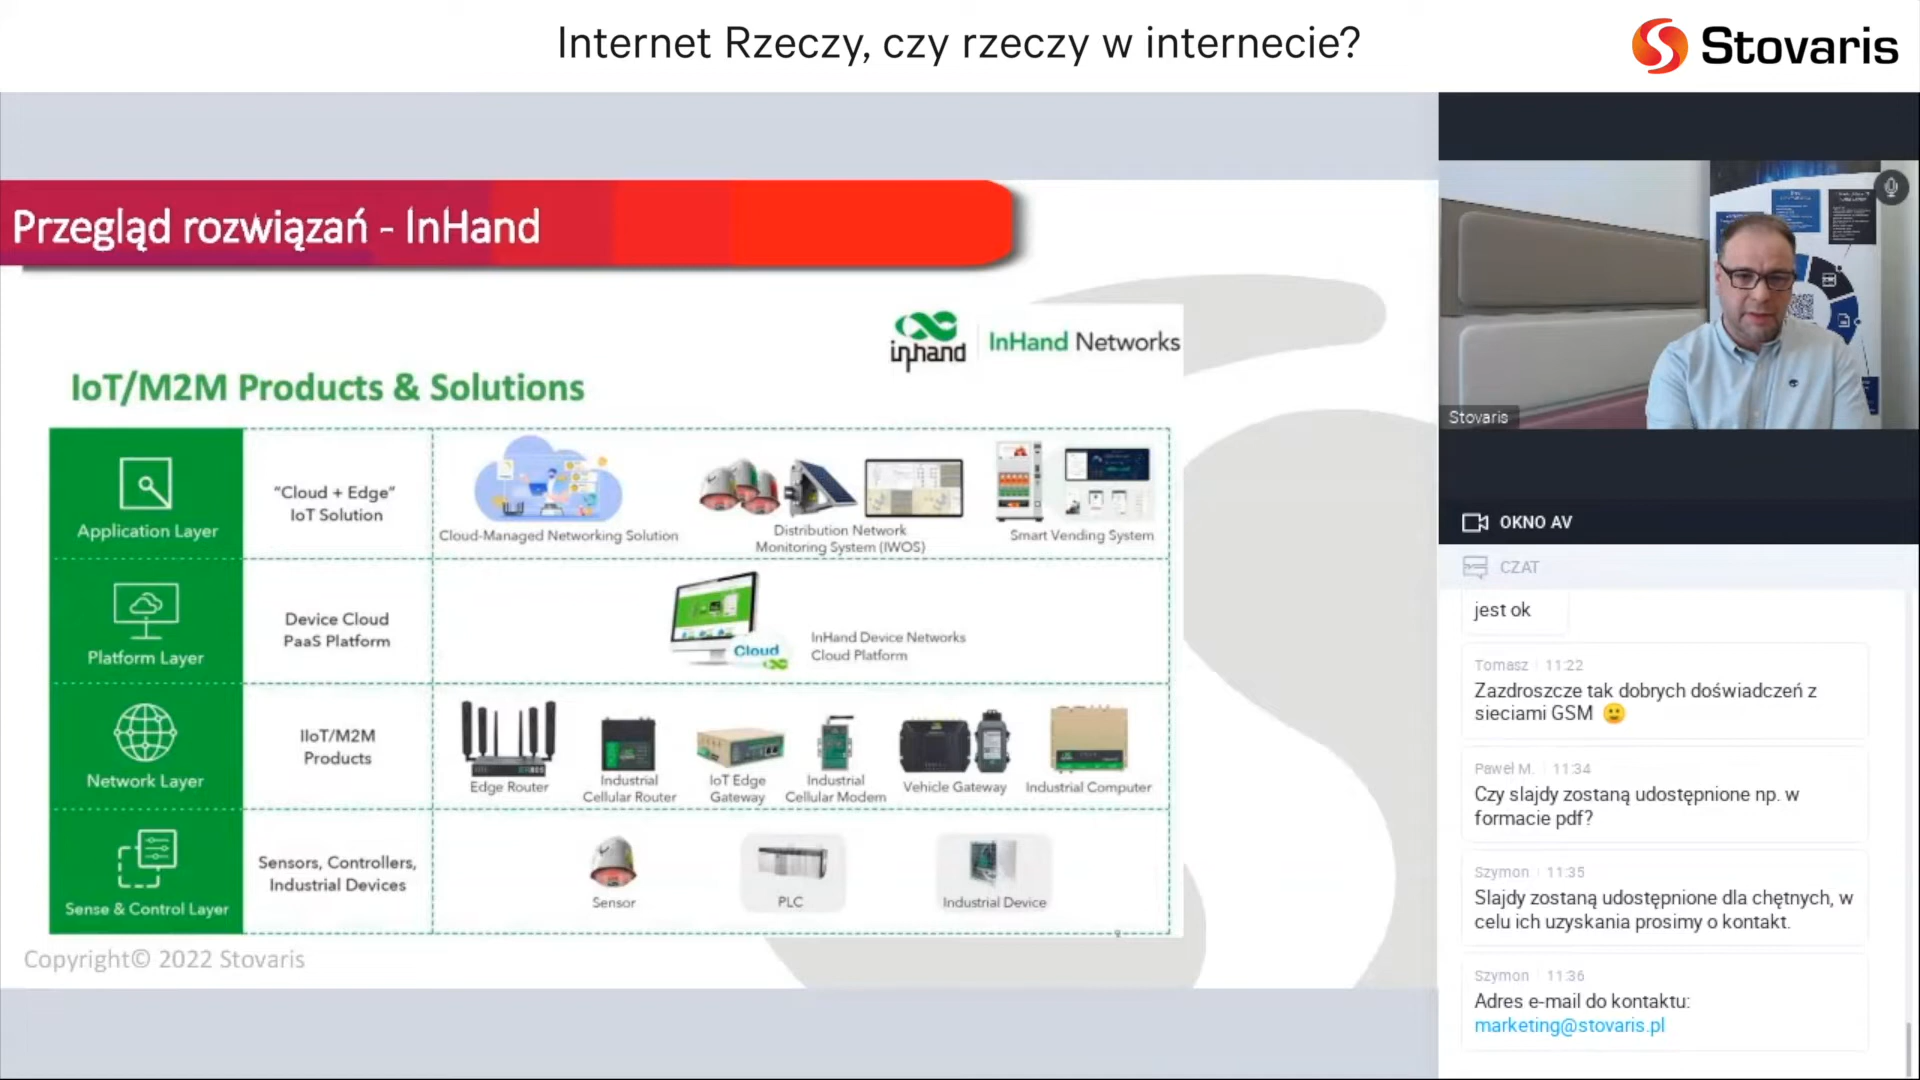 Internet Rzeczy, czy rzeczy w internecie?
Stovaris
Przegląd rozwiązań - InHand
inhand
InHand Networks
IoT/M2M Products & Solutions
Application Layer
"Cloud + Edge"
IoT Solution
Cloud-Managed Networking Solution
Distribution Network
Monitoring System (IWOS)
Smart Vending System
Platform Layer
Device Cloud
PaaS Platform
Cloud
InHand Device Networks
Cloud Platform
Network Layer
IIoT/M2M
Products
Edge Router
Industrial
Cellular Router
IoT Edge
Gateway
Industrial
Cellular Modem
Vehicle Gateway
Industrial Computer
Sense & Control Layer
Sensors, Controllers,
Industrial Devices
Sensor
PLC
Industrial Device
Copyright© 2022 Stovaris
Stovaris
OKNO AV
CZAT
jest ok
Tomasz 11:22
Zazdroszcze tak dobrych doświadczeń z
sieciami GSM 🙂
Pawel M. 11:34
Czy slajdy zostaną udostępnione np. w
formacie pdf?
Szymon 11:35
Slajdy zostaną udostępnione dla chętnych, w
celu ich uzyskania prosimy o kontakt.
Szymon 11:36
Adres e-mail do kontaktu:
marketing@stovaris.pl